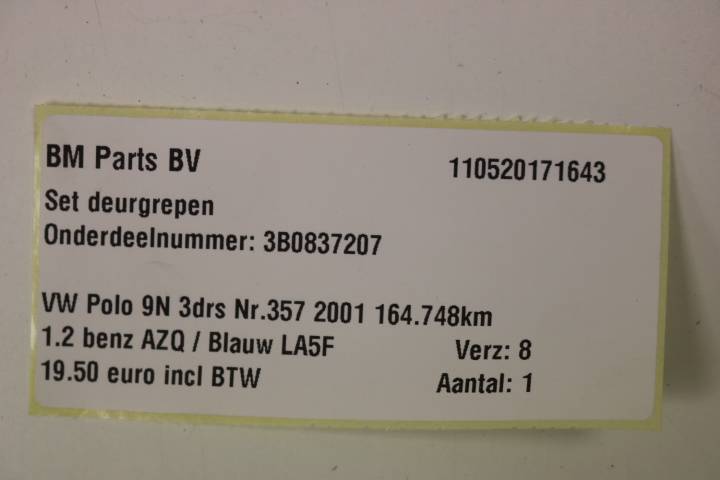 BM Parts BV 110520171643
Set deurgrepen
Onderdeelnummer: 3B0837207
VW Polo 9N 3drs Nr.357 2001 164.748km
1.2 benz AZQ / Blauw LA5F Verz: 8
19.50 euro incl BTW Aantal: 1